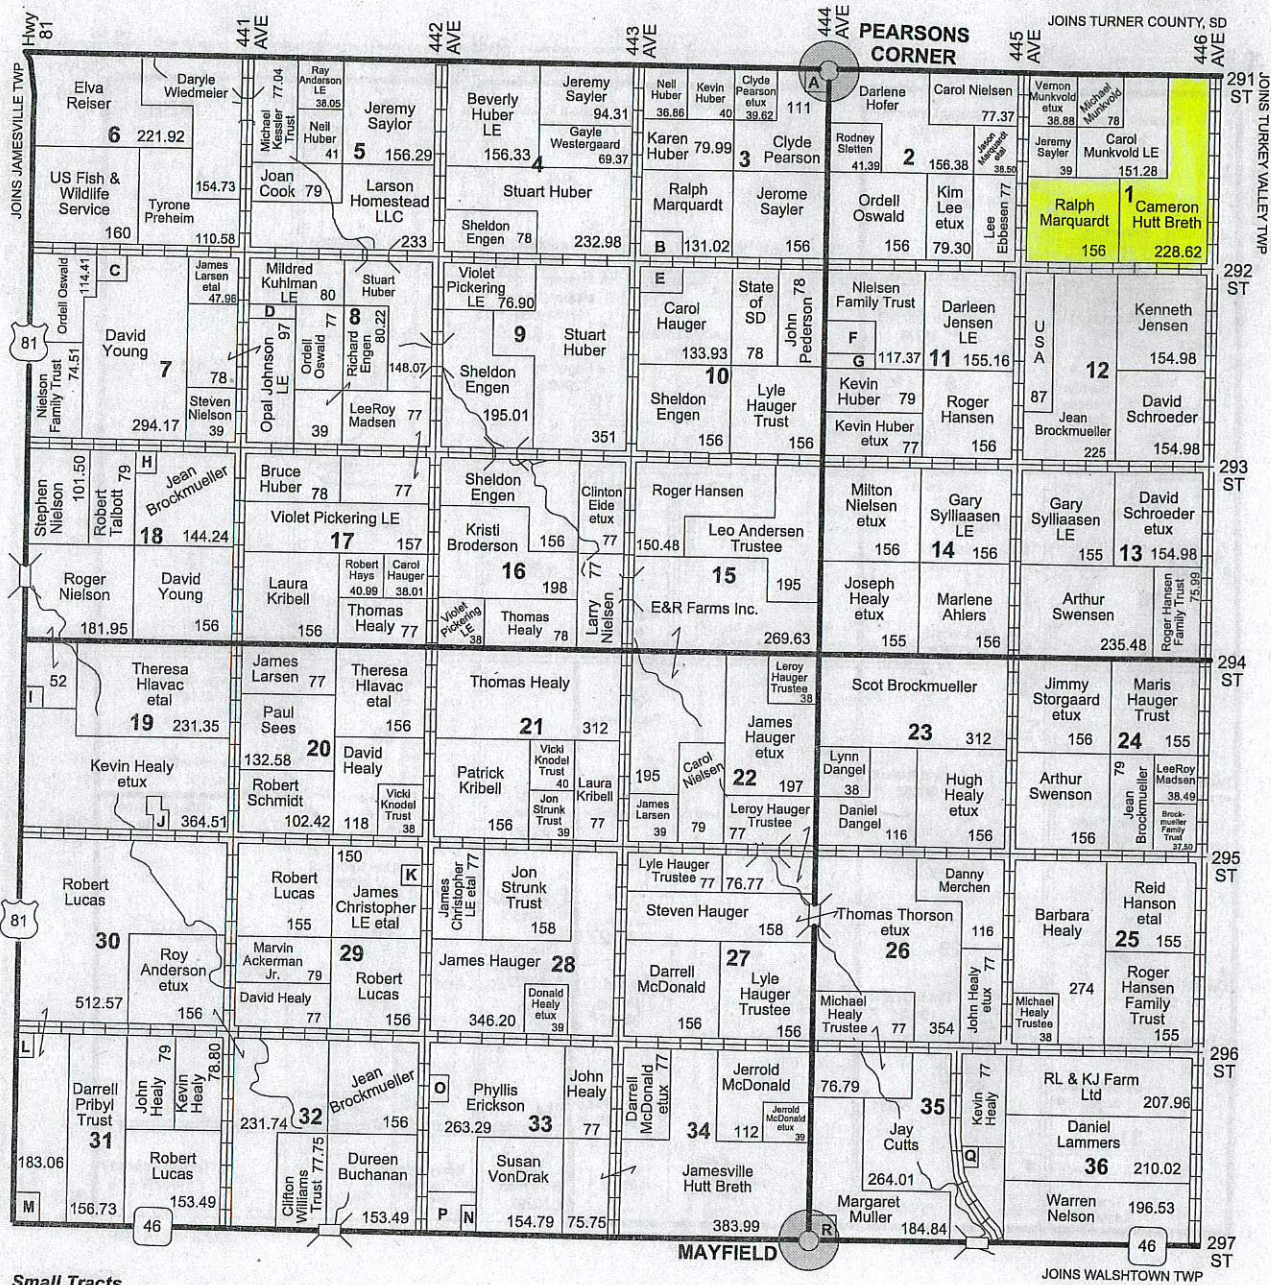 Hwy 81
441 AVE
442 AVE
443 AVE
444 AVE
PEARSONS CORNER
445 AVE
JOINS TURNER COUNTY, SD
446 AVE
291 ST
JOINS JAMESVILLE TWP
JOINS TURKEY VALLEY TWP
Elva Reiser
6 221.92
Daryle Wiedmeier
154.73
US Fish & Wildlife Service
160
Tyrone Preheim
110.58
Michael Kessler Trust 77.04
Ray Anderson LE
38.05
Neil Huber
41
Jeremy Saylor
5 156.29
Joan Cook 79
Larson Homestead LLC
233
Beverly Huber LE
156.33
4
Jeremy Sayler
94.31
Gayle Westergaard
69.37
Stuart Huber
232.98
Sheldon Engen 78
Neil Huber
36.66
Kevin Huber
40
Clyde Pearson etux
39.62
111
A
Karen Huber 79.99
3
Clyde Pearson
Ralph Marquardt
B 131.02
Jerome Sayler
156
Darlene Hofer
Rodney Sletten
41.39
2
156.38
Carol Nielsen
77.37
Jason Marquardt etal
38.50
Ordell Oswald
156
Kim Lee etux
79.30
Lee Ebbesen 77
Vernon Munkvold etux
38.88
Michael Munkvold
78
Jeremy Sayler
39
Carol Munkvold LE
151.28
Ralph Marquardt
156
1
Cameron Hutt Breth
228.62
292 ST
Ordell Oswald 114.41
C
James Larsen etal
47.96
David Young
7
294.17
78
Nielson Family Trust 74.51
Steven Nielson
39
81
Mildred Kuhlman LE 80
D
Opal Johnson LE 97
Ordell Oswald 77
39
8
Richard Engen 80.22
Stuart Huber
148.07
LeeRoy Madsen 77
Violet Pickering LE 76.90
9
Stuart Huber
351
Sheldon Engen
195.01
E
Carol Hauger
133.93
State of SD
78
John Pederson 78
10
Sheldon Engen
156
Lyle Hauger Trust
156
Nielsen Family Trust
F
G 117.37
Darleen Jensen LE
11 155.16
Kevin Huber 79
Kevin Huber etux 77
Roger Hansen
156
USA
87
12
Jean Brockmueller
225
Kenneth Jensen
154.98
David Schroeder
154.98
293 ST
Stephen Nielson 101.50
Robert Talbott 79
H
Jean Brockmueller
18 144.24
Roger Nielson
181.95
David Young
156
Bruce Huber 78
77
Violet Pickering LE
17 157
Laura Kribell
156
Robert Hays
40.99
Carol Hauger
38.01
Thomas Healy 77
Sheldon Engen
156
Kristi Broderson
16
198
Clinton Eide etux
77
Violet Pickering LE
38
Thomas Healy 78
Larry Nielsen 77
Roger Hansen
150.48
Leo Andersen Trustee
15
195
E&R Farms Inc.
269.63
Milton Nielsen etux
156
Gary Sylliaasen LE
14 156
Joseph Healy etux
155
Marlene Ahlers
156
Gary Sylliaasen LE
155
David Schroeder etux
13 154.98
Arthur Swensen
235.48
Roger Hansen Family Trust 75.99
294 ST
52
I
Theresa Hlavac etal
19 231.35
Kevin Healy etux
J 364.51
James Larsen 77
Paul Sees
132.58
20
Theresa Hlavac etal
156
Robert Schmidt
102.42
David Healy
118
Vicki Knodel Trust
38
Thomas Healy
21 312
Patrick Kribell
156
Vicki Knodel Trust
40
Jon Strunk Trust
39
Laura Kribell
77
Leroy Hauger Trustee
38
James Hauger etux
22 197
195
James Larsen
39
Carol Nielsen
79
Leroy Hauger Trustee
77
Scot Brockmueller
23 312
Lynn Dangel
38
Daniel Dangel
116
Hugh Healy etux
156
Jimmy Storgaard etux
156
Maris Hauger Trust
24 155
Arthur Swenson
156
Jean Brockmueller 79
LeeRoy Madsen
38.49
Brockmueller Family Trust
37.50
295 ST
Robert Lucas
81
30
512.57
Roy Anderson etux
156
Robert Lucas
155
150
K
James Christopher LE etal
Marvin Ackerman Jr. 79
29
David Healy
77
Robert Lucas
156
James Christopher LE etal 77
Jon Strunk Trust
158
James Hauger 28
346.20
Donald Healy etux
39
Lyle Hauger Trustee 77
76.77
Steven Hauger
158
Darrell McDonald
156
27
Lyle Hauger Trustee
156
Thomas Thorson etux
26
354
Danny Merchen
116
Michael Healy Trustee
77
John Healy etux 77
Barbara Healy
274
Michael Healy Trustee
38
Reid Hanson etal
25 155
Roger Hansen Family Trust
155
296 ST
L
Darrell Pribyl Trust
31
156.73
183.06
M
John Healy 79
Kevin Healy 78.80
Robert Lucas
153.49
46
231.74
32
Jean Brockmueller
156
Clifton Williams Trust 77.75
Dureen Buchanan
153.49
O
Phyllis Erickson
263.29 33
John Healy
77
P
N
Susan VonDrak
154.79
75.75
Darrell McDonald etux 77
Jerrold McDonald
112
Jerrold McDonald etux
39
34
Jamesville Hutt Breth
383.99
76.79
35
Jay Cutts
264.01
Kevin Healy 77
Q
Margaret Muller
184.84
R
RL & KJ Farm Ltd
207.96
Daniel Lammers
36 210.02
Warren Nelson
196.53
46
297 ST
MAYFIELD
JOINS WALSHTOWN TWP
Small Tracts